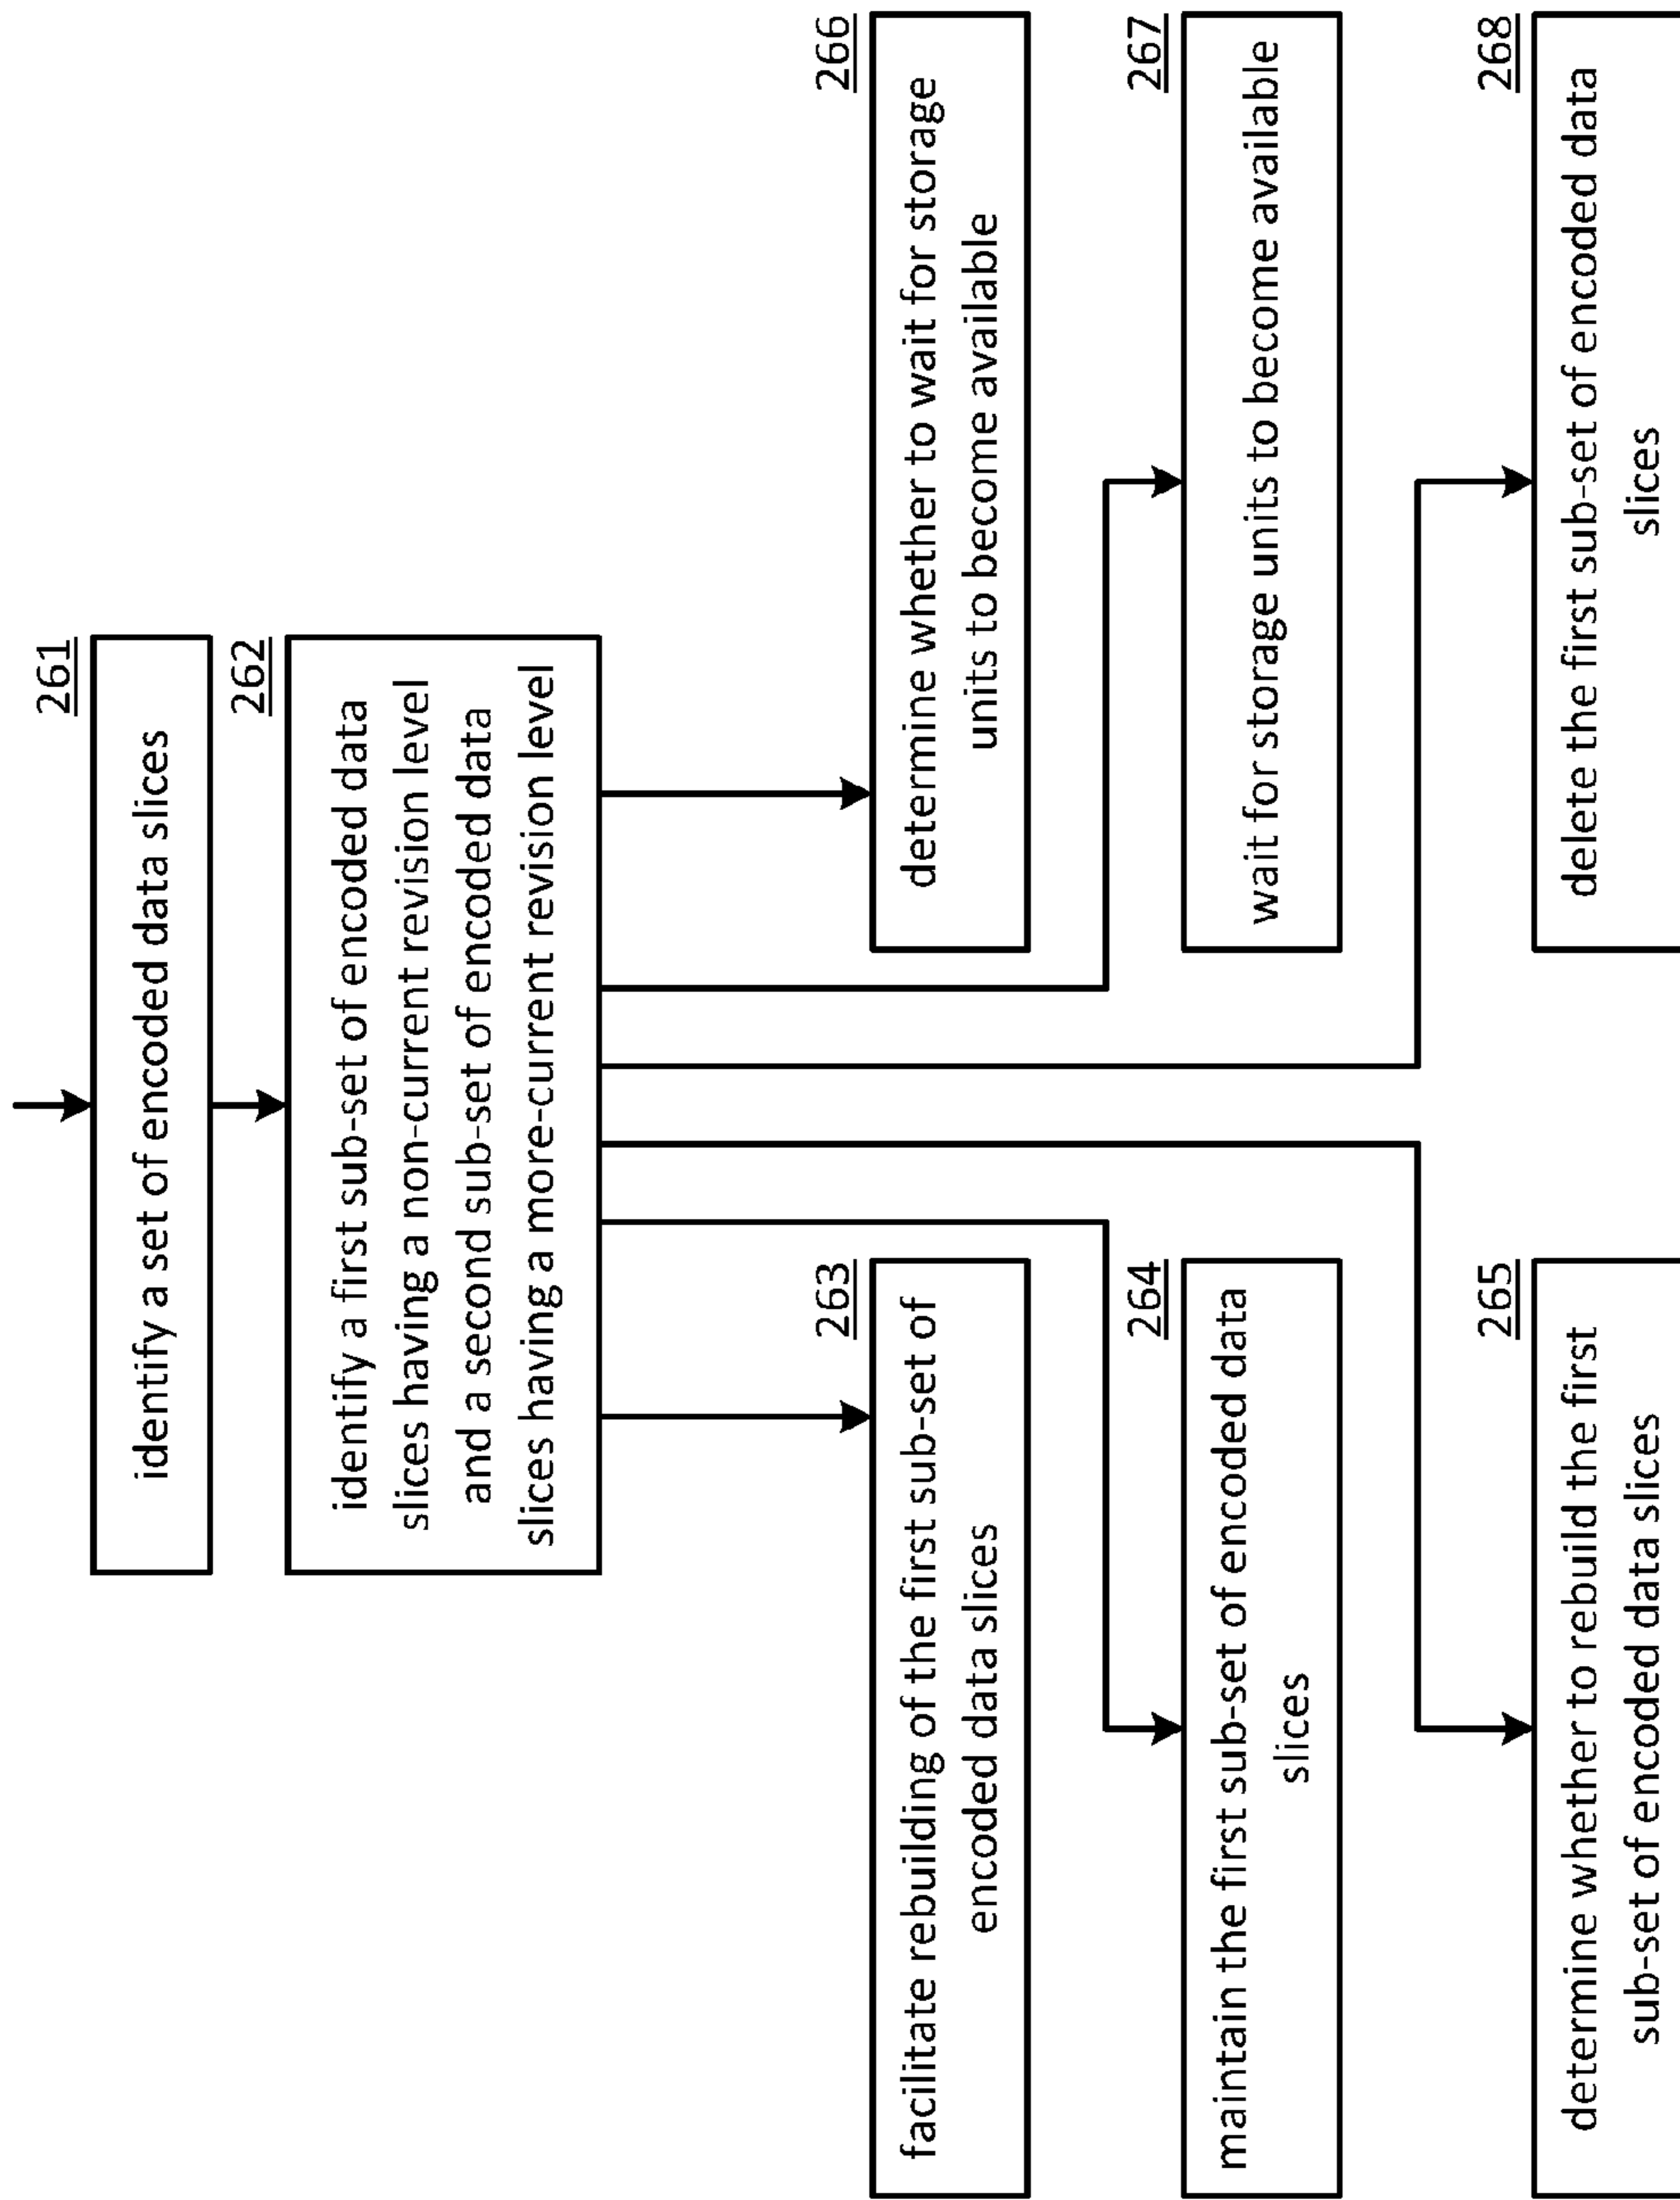 261
identify a set of encoded data slices
262
identify a first sub-set of encoded data
slices having a non-current revision level
and a second sub-set of encoded data
slices having a more-current revision level
263
facilitate rebuilding of the first sub-set of
encoded data slices
264
maintain the first sub-set of encoded data
slices
265
determine whether to rebuild the first
sub-set of encoded data slices
266
determine whether to wait for storage
units to become available
267
wait for storage units to become available
268
delete the first sub-set of encoded data
slices